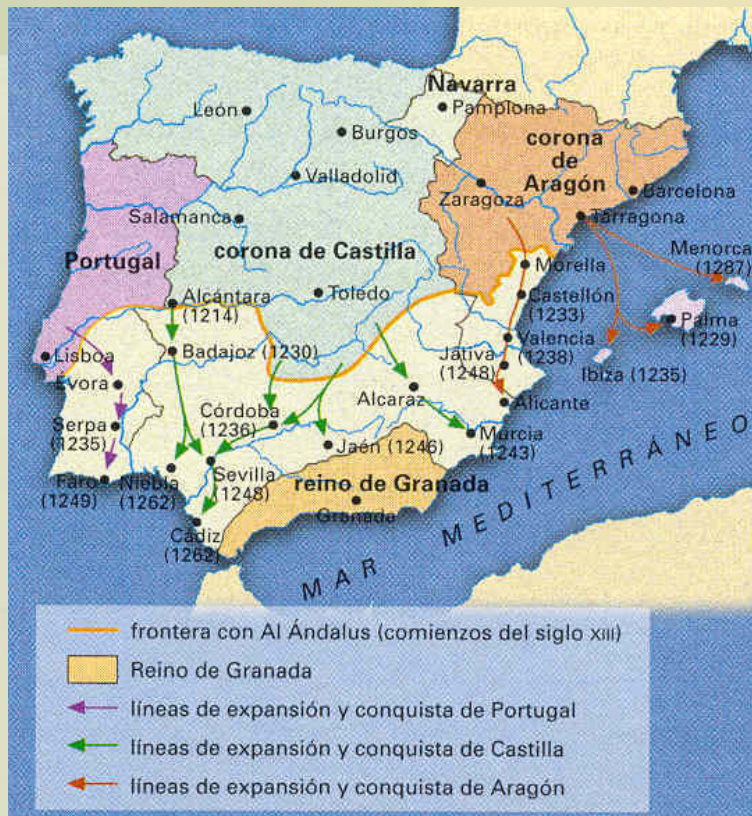 Navarra
Pamplona
León
Burgos
corona
de
Aragón
Valladolid
Zaragoza
Barcelona
Salamanca
Tarragona
Menorca
(1287)
Portugal
corona de Castilla
Morella
Alcántara
(1214)
Toledo
Castellón
(1233)
Palma
(1229)
Lisboa
Badajoz (1230)
Valencia
(1238)
Játiva
(1248)
Ibiza (1235)
Evora
Alcaraz
Alicante
Serpa
(1235)
Córdoba
(1236)
Jaén (1246)
Murcia
(1243)
Faro
(1249)
Niebla
(1262)
Sevilla
(1248)
reino de Granada
Granada
Cádiz
(1262)
MAR MEDITERRÁNEO
frontera con Al Ándalus (comienzos del siglo XIII)
Reino de Granada
líneas de expansión y conquista de Portugal
líneas de expansión y conquista de Castilla
líneas de expansión y conquista de Aragón